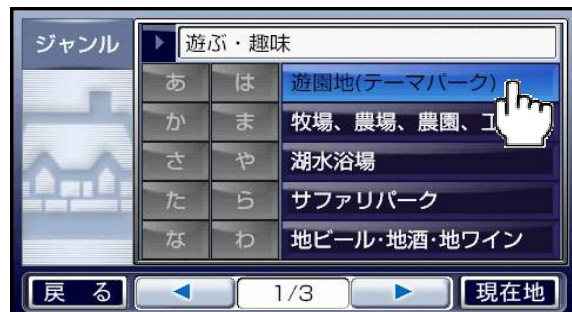 ジャンル
遊ぶ・趣味
あ は 遊園地(テーマパーク)
か ま 牧場、農場、農園、
さ や 湖水浴場
た ら サファリパーク
な わ 地ビール・地酒・地ワイン
戻る 1/3 現在地